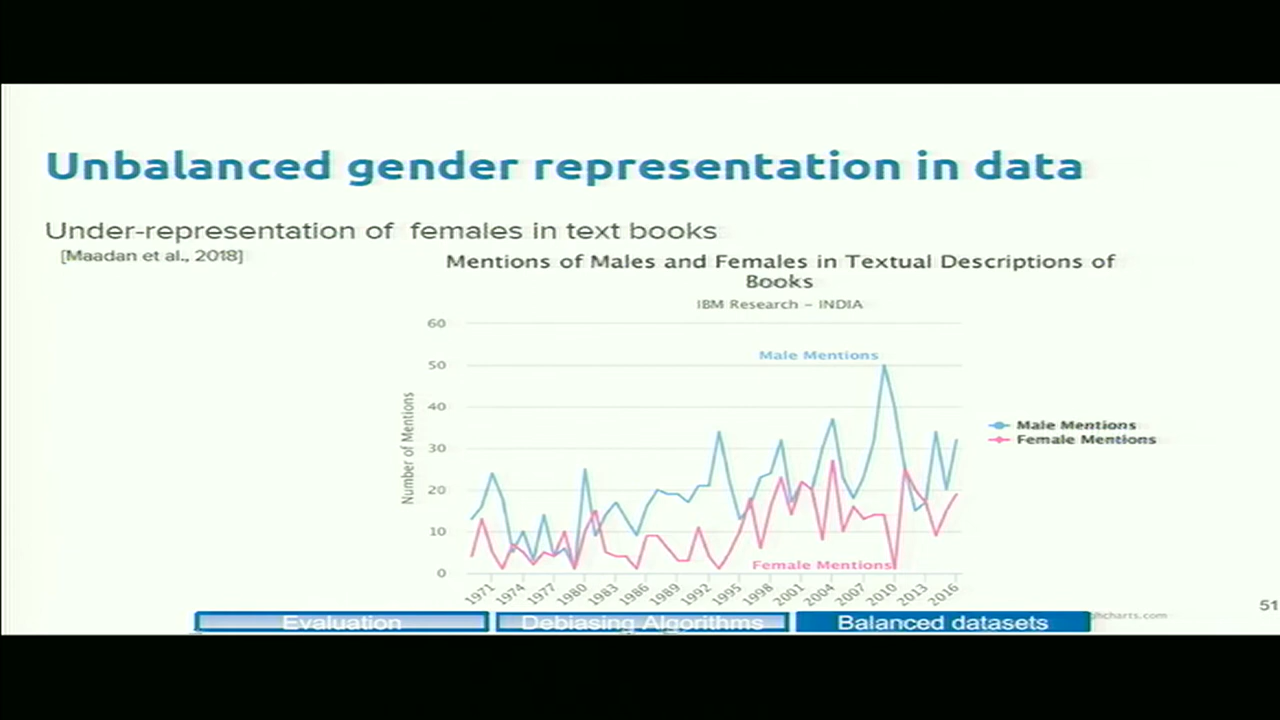 Unbalanced gender representation in data
Under-representation of females in text books
[Maadan et al., 2018]
Mentions of Males and Females in Textual Descriptions of
Books
IBM Research - INDIA
Number of Mentions
60
50
40
30
20
10
0
Male Mentions
Female Mentions
Male Mentions
Female Mentions
1971 1974 1977 1980 1983 1986 1989 1992 1995 1998 2001 2004 2007 2010 2013 2016
Evaluation
Debiasing Algorithms
Balanced datasets
hcharts.com
51